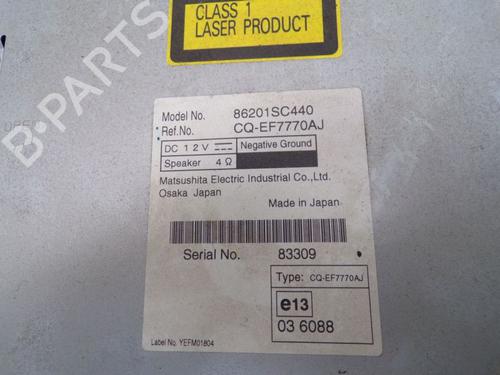 CLASS 1
LASER PRODUCT
Model No. 86201SC440
Ref.No. CQ-EF7770AJ
DC 12V Negative Ground
Speaker 4 Ω
Matsushita Electric Industrial Co.,Ltd.
Osaka Japan
Made in Japan
Serial No. 83309
Type: CQ-EF7770AJ
e13
03 6088
Label No. YEFM01804